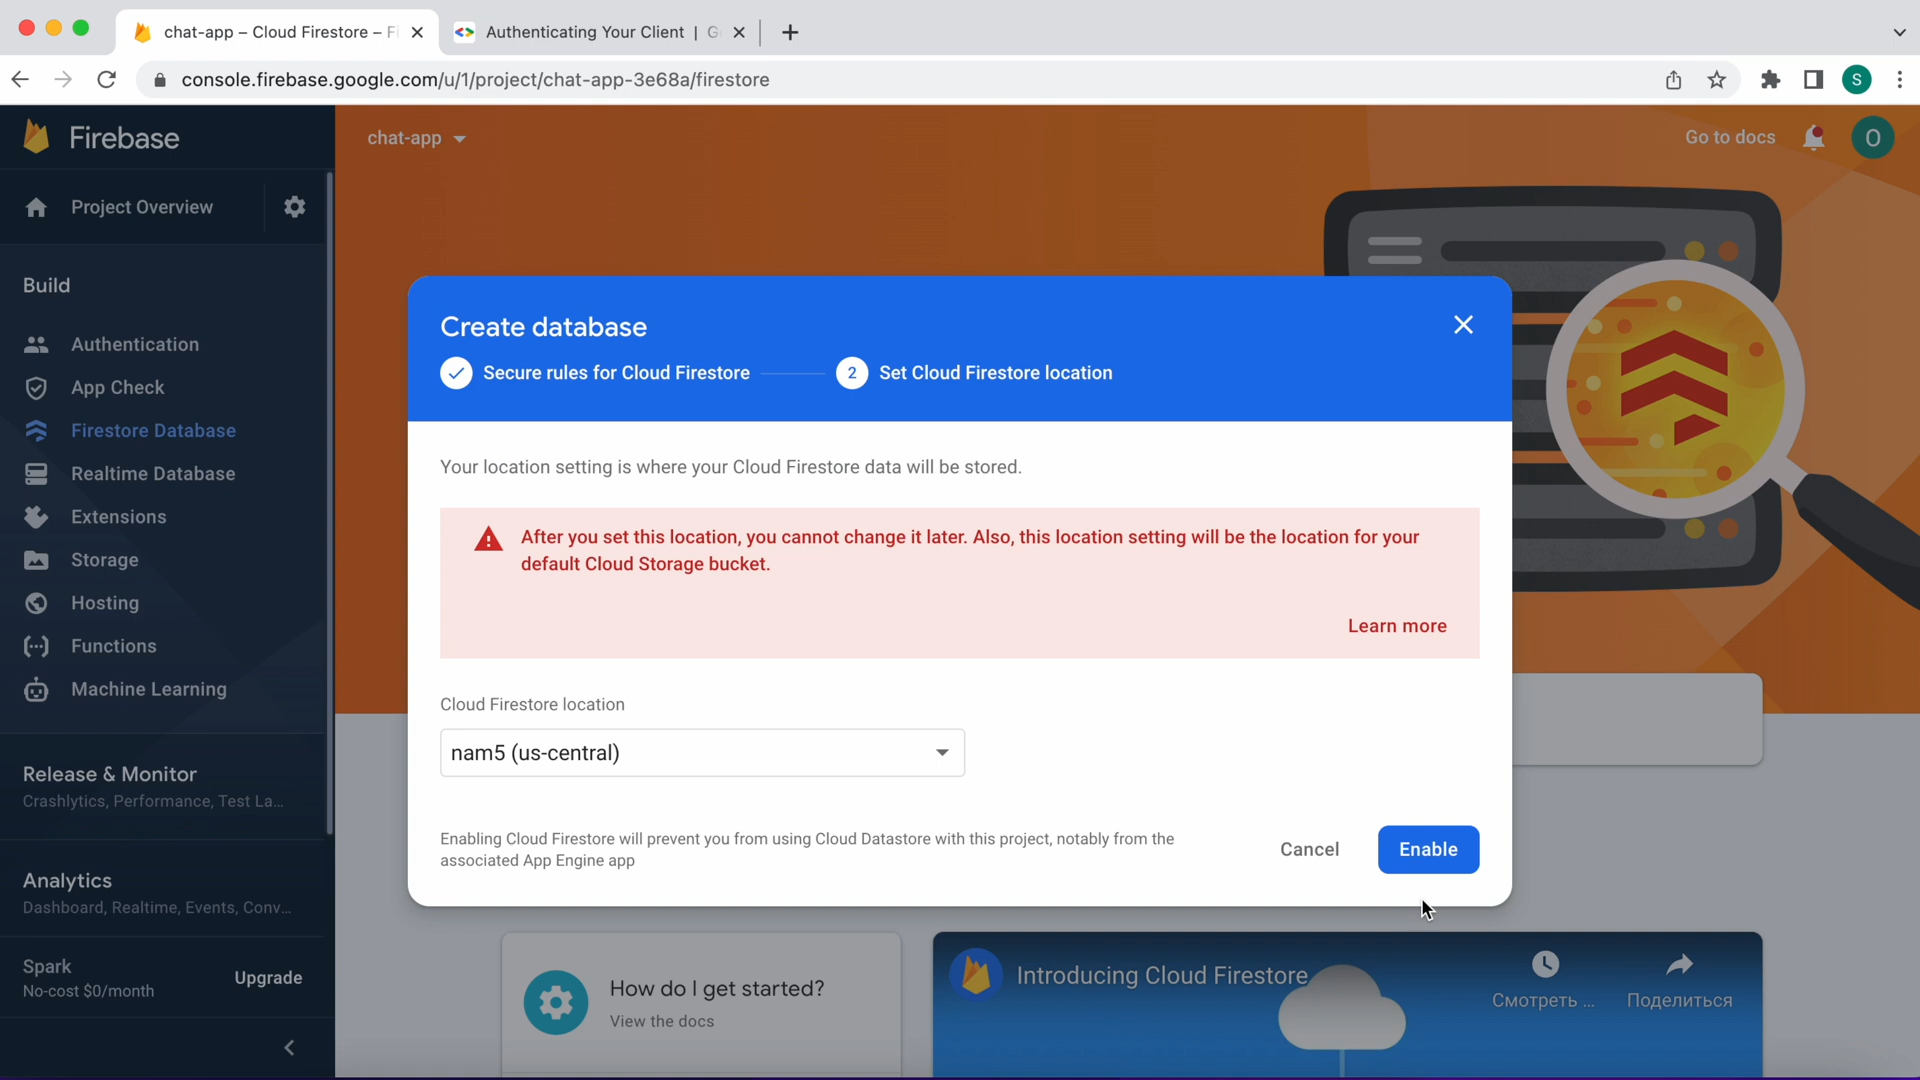 chat-app – Cloud Firestore – Fi
Authenticating Your Client | G
console.firebase.google.com/u/1/project/chat-app-3e68a/firestore
S
Firebase
chat-app
Go to docs
O
Project Overview
Build
Authentication
App Check
Firestore Database
Realtime Database
Extensions
Storage
Hosting
Functions
Machine Learning
Release & Monitor
Crashlytics, Performance, Test La...
Analytics
Dashboard, Realtime, Events, Conv...
Spark
No-cost $0/month
Upgrade
Create database
Secure rules for Cloud Firestore
2
Set Cloud Firestore location
Your location setting is where your Cloud Firestore data will be stored.
After you set this location, you cannot change it later. Also, this location setting will be the location for your
default Cloud Storage bucket.
Learn more
Cloud Firestore location
nam5 (us-central)
Enabling Cloud Firestore will prevent you from using Cloud Datastore with this project, notably from the
associated App Engine app
Cancel
Enable
How do I get started?
View the docs
Introducing Cloud Firestore
Смотреть ...
Поделиться